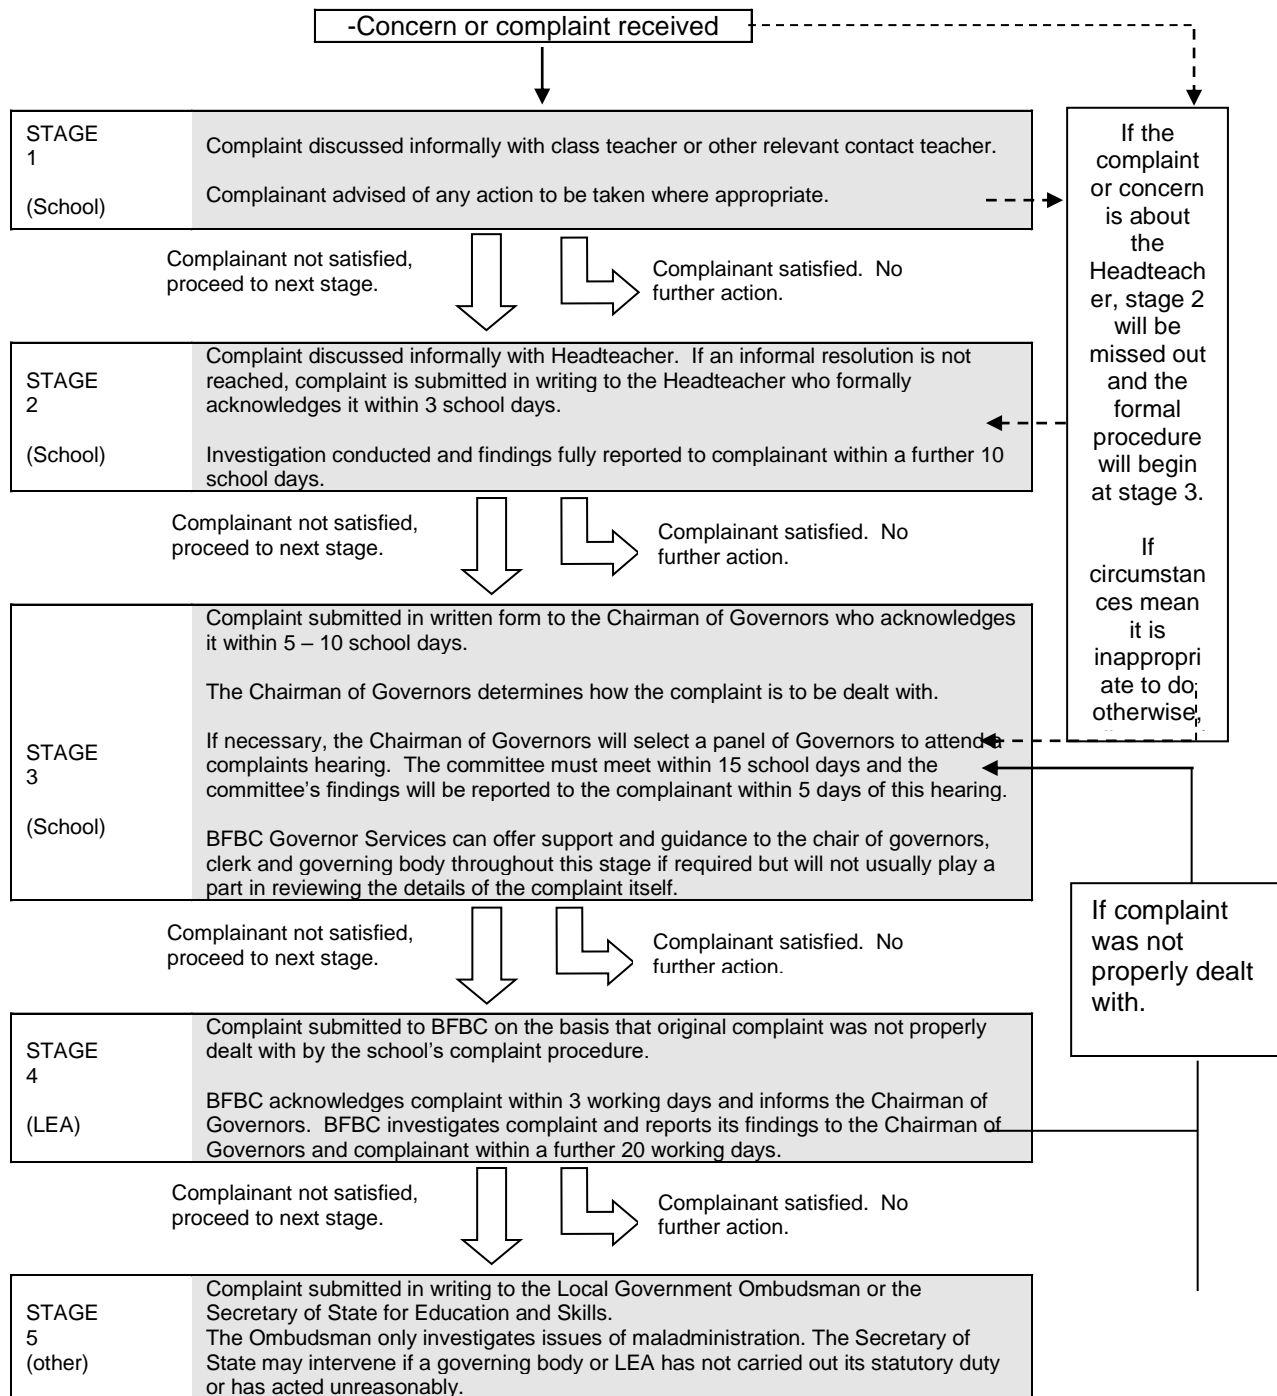 -Concern or complaint received
STAGE
1
(School)
Complaint discussed informally with class teacher or other relevant contact teacher.
Complainant advised of any action to be taken where appropriate.
If the
complaint
or concern
is about
the
Headteach
er, stage 2
will be
missed out
and the
formal
procedure
will begin
at stage 3.
If
circumstan
ces mean
it is
inappropri
ate to do
otherwise,
Complainant not satisfied,
proceed to next stage.
Complainant satisfied. No
further action.
STAGE
2
(School)
Complaint discussed informally with Headteacher. If an informal resolution is not
reached, complaint is submitted in writing to the Headteacher who formally
acknowledges it within 3 school days.
Investigation conducted and findings fully reported to complainant within a further 10
school days.
Complainant not satisfied,
proceed to next stage.
Complainant satisfied. No
further action.
STAGE
3
(School)
Complaint submitted in written form to the Chairman of Governors who acknowledges
it within 5 – 10 school days.
The Chairman of Governors determines how the complaint is to be dealt with.
If necessary, the Chairman of Governors will select a panel of Governors to attend a
complaints hearing. The committee must meet within 15 school days and the
committee's findings will be reported to the complainant within 5 days of this hearing.
BFBC Governor Services can offer support and guidance to the chair of governors,
clerk and governing body throughout this stage if required but will not usually play a
part in reviewing the details of the complaint itself.
If complaint
was not
properly dealt
with.
Complainant not satisfied,
proceed to next stage.
Complainant satisfied. No
further action.
STAGE
4
(LEA)
Complaint submitted to BFBC on the basis that original complaint was not properly
dealt with by the school's complaint procedure.
BFBC acknowledges complaint within 3 working days and informs the Chairman of
Governors. BFBC investigates complaint and reports its findings to the Chairman of
Governors and complainant within a further 20 working days.
Complainant not satisfied,
proceed to next stage.
Complainant satisfied. No
further action.
STAGE
5
(other)
Complaint submitted in writing to the Local Government Ombudsman or the
Secretary of State for Education and Skills.
The Ombudsman only investigates issues of maladministration. The Secretary of
State may intervene if a governing body or LEA has not carried out its statutory duty
or has acted unreasonably.